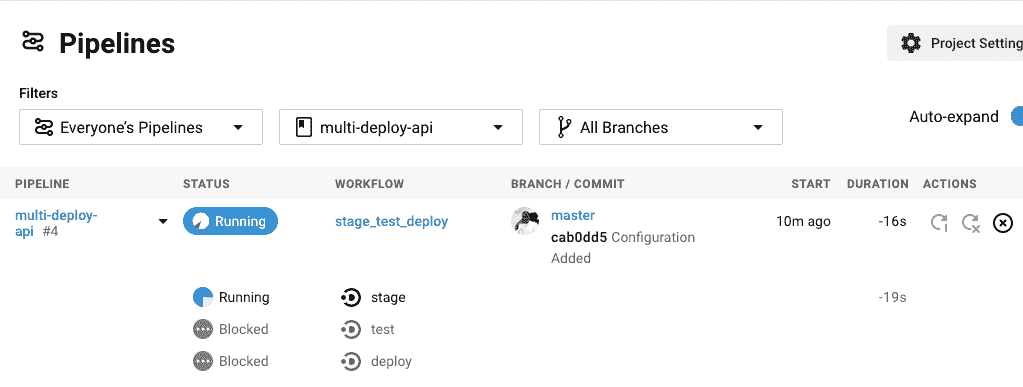 Pipelines
Project Setting
Filters
Everyone's Pipelines
multi-deploy-api
All Branches
Auto-expand
PIPELINE STATUS WORKFLOW BRANCH / COMMIT START DURATION ACTIONS
multi-deploy-
api #4
Running
stage_test_deploy
master
cab0dd5 Configuration
Added
10m ago
-16s
Running stage -19s
Blocked test
Blocked deploy